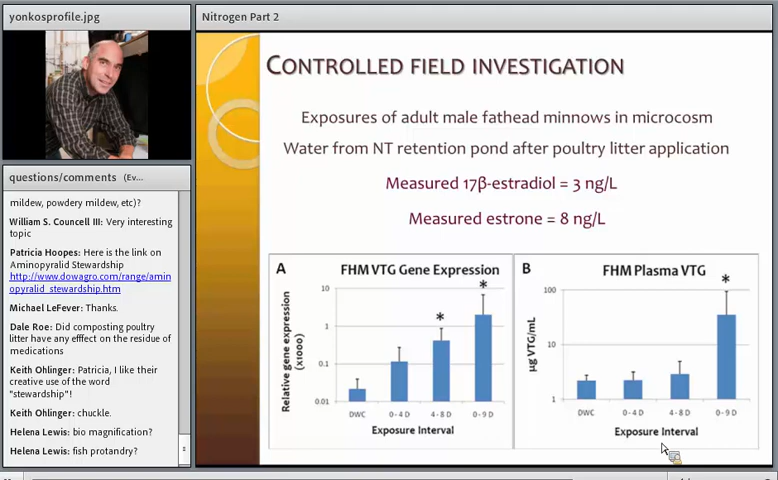 yonkosprofile.jpg
Nitrogen Part 2
questions/comments (Ev...
mildew, powdery mildew, etc)?
William S. Councell III: Very interesting
topic
Patricia Hoopes: Here is the link on
Aminopyralid Stewardship
http://www.dowagro.com/range/amin
opyralid_stewardship.htm
Michael LeFever: Thanks.
Dale Roe: Did composting poultry
litter have any efffect on the residue of
medications
Keith Ohlinger: Patricia, I like their
creative use of the word
"stewardship"!
Keith Ohlinger: chuckle.
Helena Lewis: bio magnification?
Helena Lewis: fish protandry?
CONTROLLED FIELD INVESTIGATION
Exposures of adult male fathead minnows in microcosm
Water from NT retention pond after poultry litter application
Measured 17β-estradiol = 3 ng/L
Measured estrone = 8 ng/L
A
FHM VTG Gene Expression
Relative gene expression
(x1000)
10
1
0.1
0.01
*
*
DWC 0 - 4 D 4 - 8 D 0 - 9 D
Exposure Interval
B
FHM Plasma VTG
µg VTG/mL
100
10
1
*
DWC 0 - 4 D 4 - 8 D 0 - 9 D
Exposure Interval